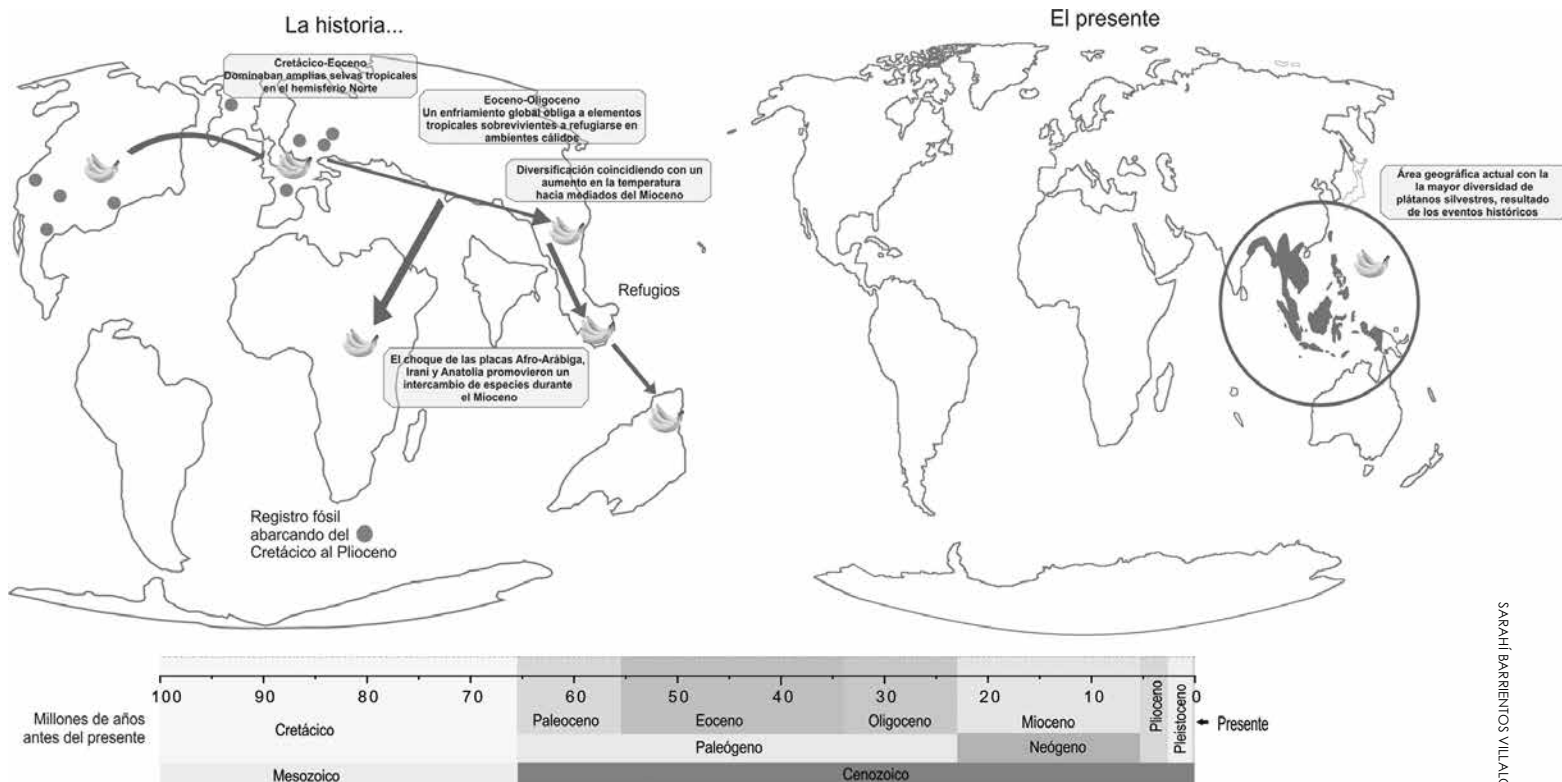 La historia...
Cretácico-Eoceno
Dominaban amplias selvas tropicales
en el hemisferio Norte
Eoceno-Oligoceno
Un enfriamiento global obliga a elementos
tropicales sobrevivientes a refugiarse en
ambientes cálidos
Diversificación coincidiendo con un
aumento en la temperatura
hacia mediados del Mioceno
Refugios
El choque de las placas Afro-Arábiga,
Irani y Anatolia promovieron un
intercambio de especies durante
el Mioceno
Registro fósil
abarcando del
Cretácico al Plioceno
El presente
Área geográfica actual con la
la mayor diversidad de
plátanos silvestres, resultado
de los eventos históricos
100 90 80 70 60 50 40 30 20 10 0
Millones de años
antes del presente
Cretácico
Paleoceno
Eoceno
Oligoceno
Mioceno
Plioceno
Pleistoceno
Presente
Paleógeno
Neógeno
Mesozoico
Cenozoico
SARAHÍ BARRIENTOS